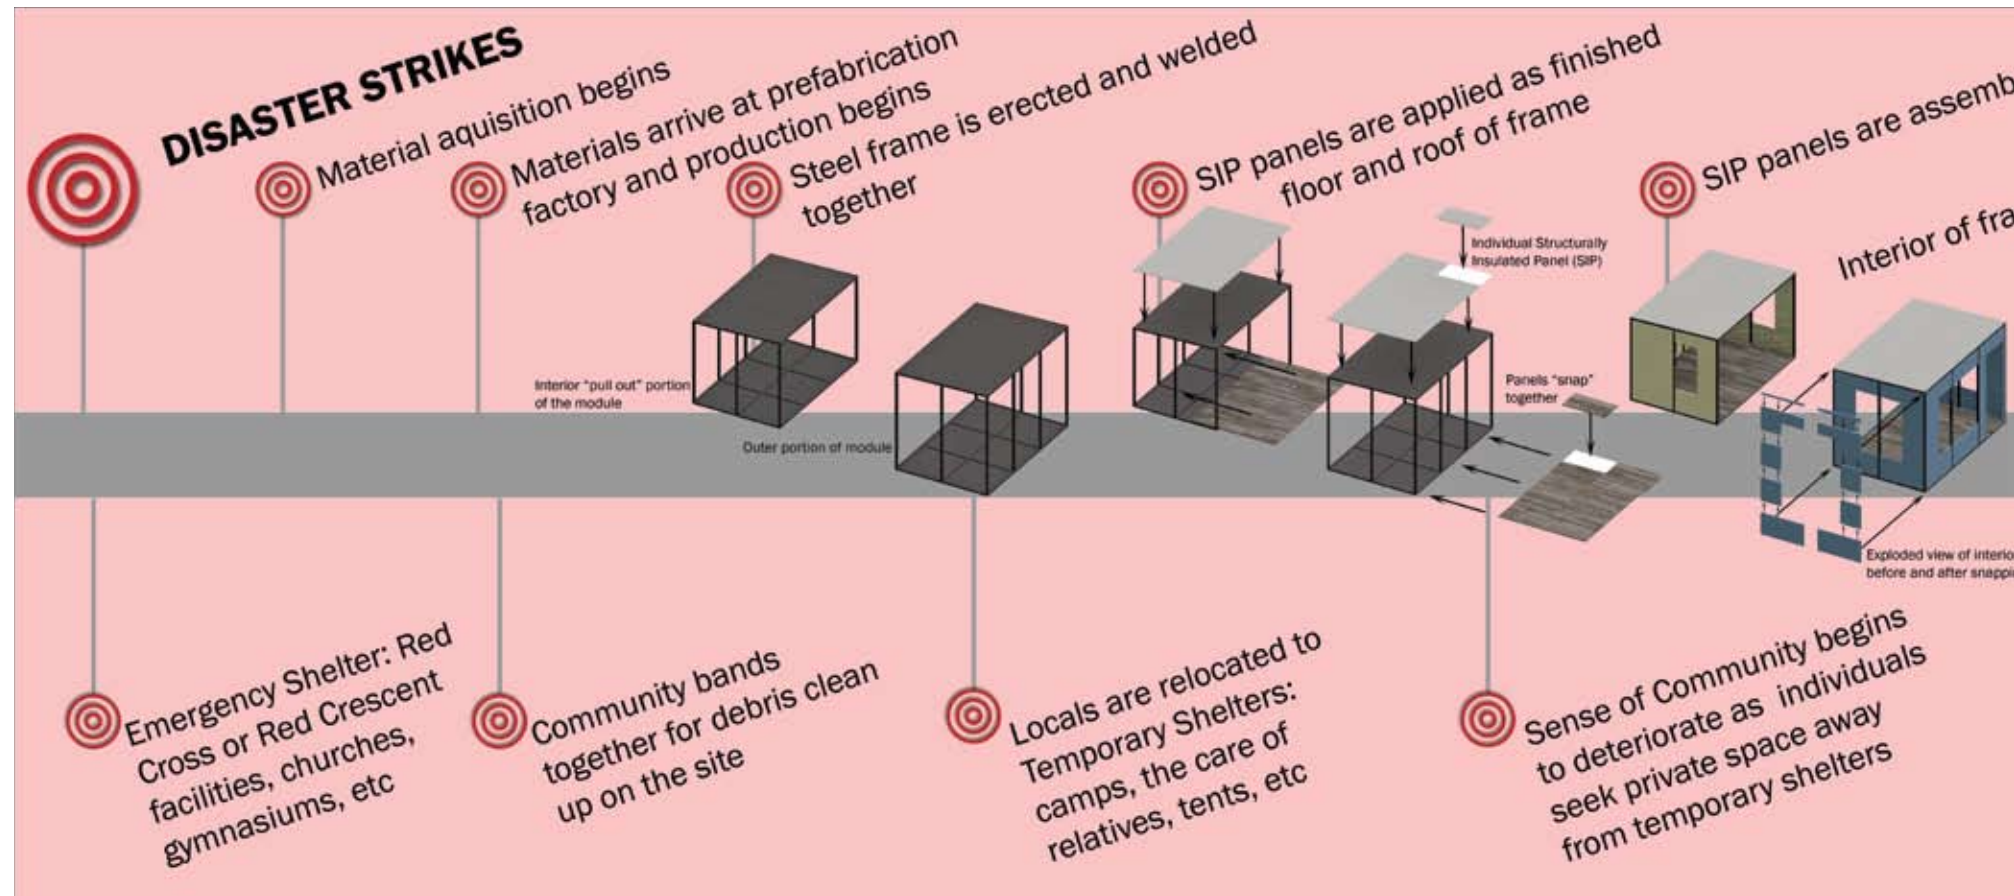 DISASTER STRIKES
Material aquisition begins
Materials arrive at prefabrication
factory and production begins
Steel frame is erected and welded
together
SIP panels are applied as finished
floor and roof of frame
SIP panels are assemb
Interior of fra
Individual Structurally
Insulated Panel (SIP)
Interior "pull out" portion
of the module
Outer portion of module
Panels "snap"
together
Exploded view of interio
before and after snappi
Emergency Shelter: Red
Cross or Red Crescent
facilities, churches,
gymnasiums, etc
Community bands
together for debris clean
up on the site
Locals are relocated to
Temporary Shelters:
camps, the care of
relatives, tents, etc
Sense of Community begins
to deteriorate as individuals
seek private space away
from temporary shelters